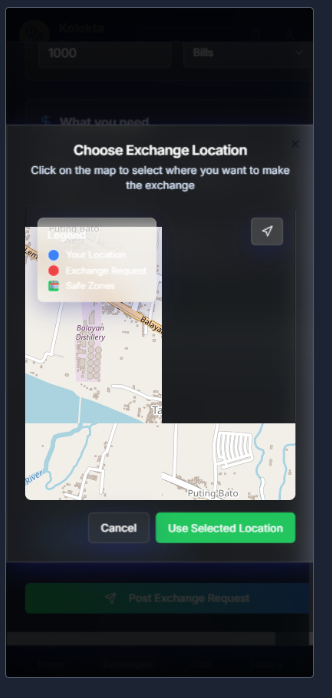 Kolekta
1000
Bills
What you need
Choose Exchange Location
Click on the map to select where you want to make
the exchange
Puting Bato
Legend
Your Location
Exchange Request
Safe Zones
Balayan
Distillery
Balayan
Ta
River
Puting Bato
Cancel
Use Selected Location
Post Exchange Request